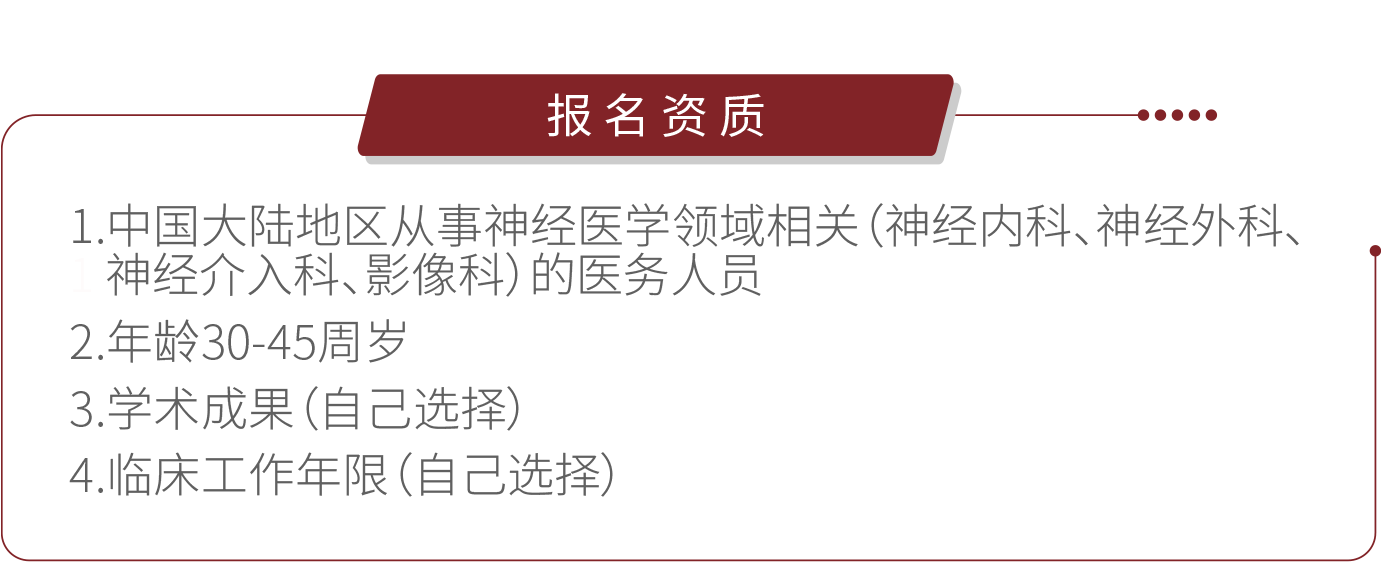 报名资质
1.中国大陆地区从事神经医学领域相关（神经内科、神经外科、
神经介入科、影像科）的医务人员
2.年龄30-45周岁
3.学术成果（自己选择）
4.临床工作年限（自己选择）